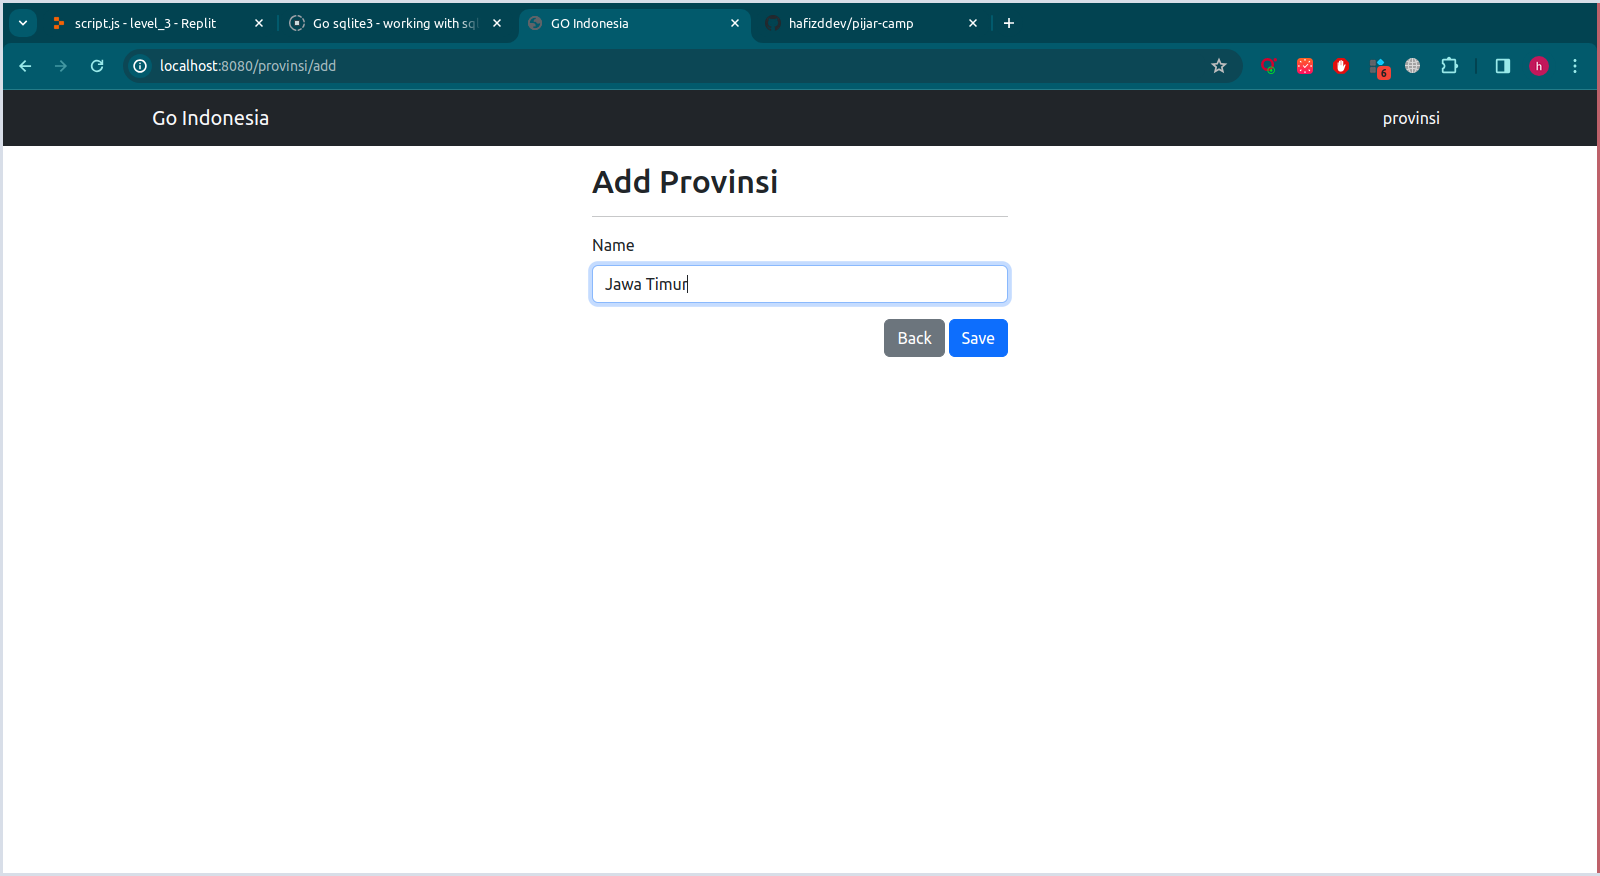 script.js - level_3 - Replit
Go sqlite3 - working with sql
GO Indonesia
hafizddev/pijar-camp
localhost:8080/provinsi/add
6
h
Go Indonesia
provinsi
Add Provinsi
Name
Jawa Timur
Back
Save